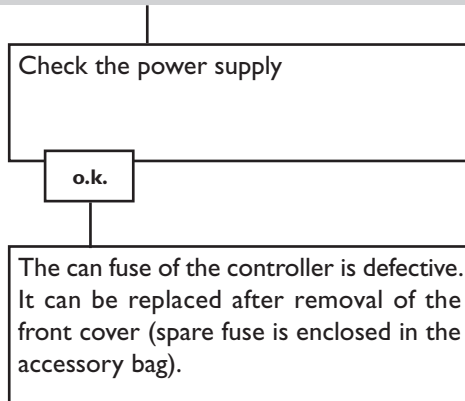 Check the power supply
o.k.
The can fuse of the controller is defective.
It can be replaced after removal of the
front cover (spare fuse is enclosed in the
accessory bag).